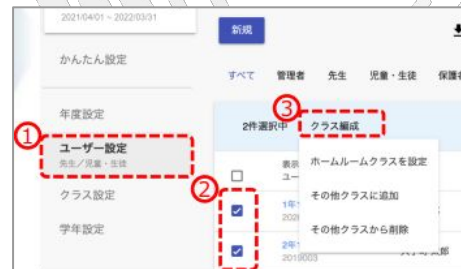 2021/04/01 ~ 2022/03/31
新規
かんたん設定
すべて 管理者 先生 児童・生徒 保護
年度設定
③
2件選択中 クラス編成
①
ユーザー設定
先生/児童・生徒
表示
ユー
ホームルームクラスを設定
②
クラス設定
1年
その他クラスに追加
学年設定
その他クラスから削除
2年
2019003